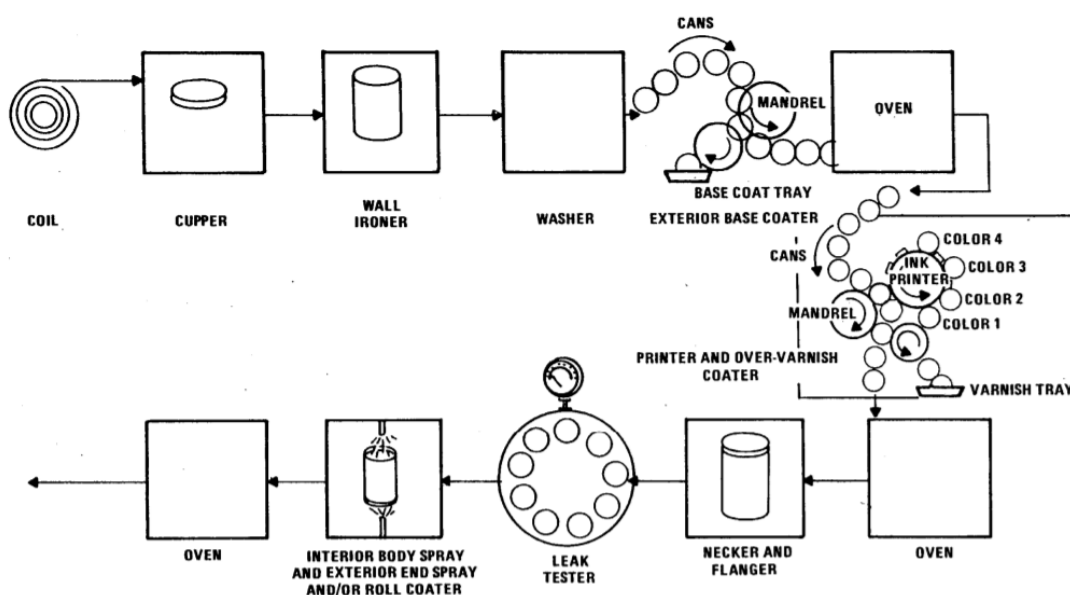 CANS
MANDREL
OVEN
COIL
CUPPER
WALL
IRONER
WASHER
BASE COAT TRAY
EXTERIOR BASE COATER
CANS
COLOR 4
INK
PRINTER
COLOR 3
COLOR 2
MANDREL
COLOR 1
PRINTER AND OVER-VARNISH
COATER
VARNISH TRAY
OVEN
INTERIOR BODY SPRAY
AND EXTERIOR END SPRAY
AND/OR ROLL COATER
LEAK
TESTER
NECKER AND
FLANGER
OVEN